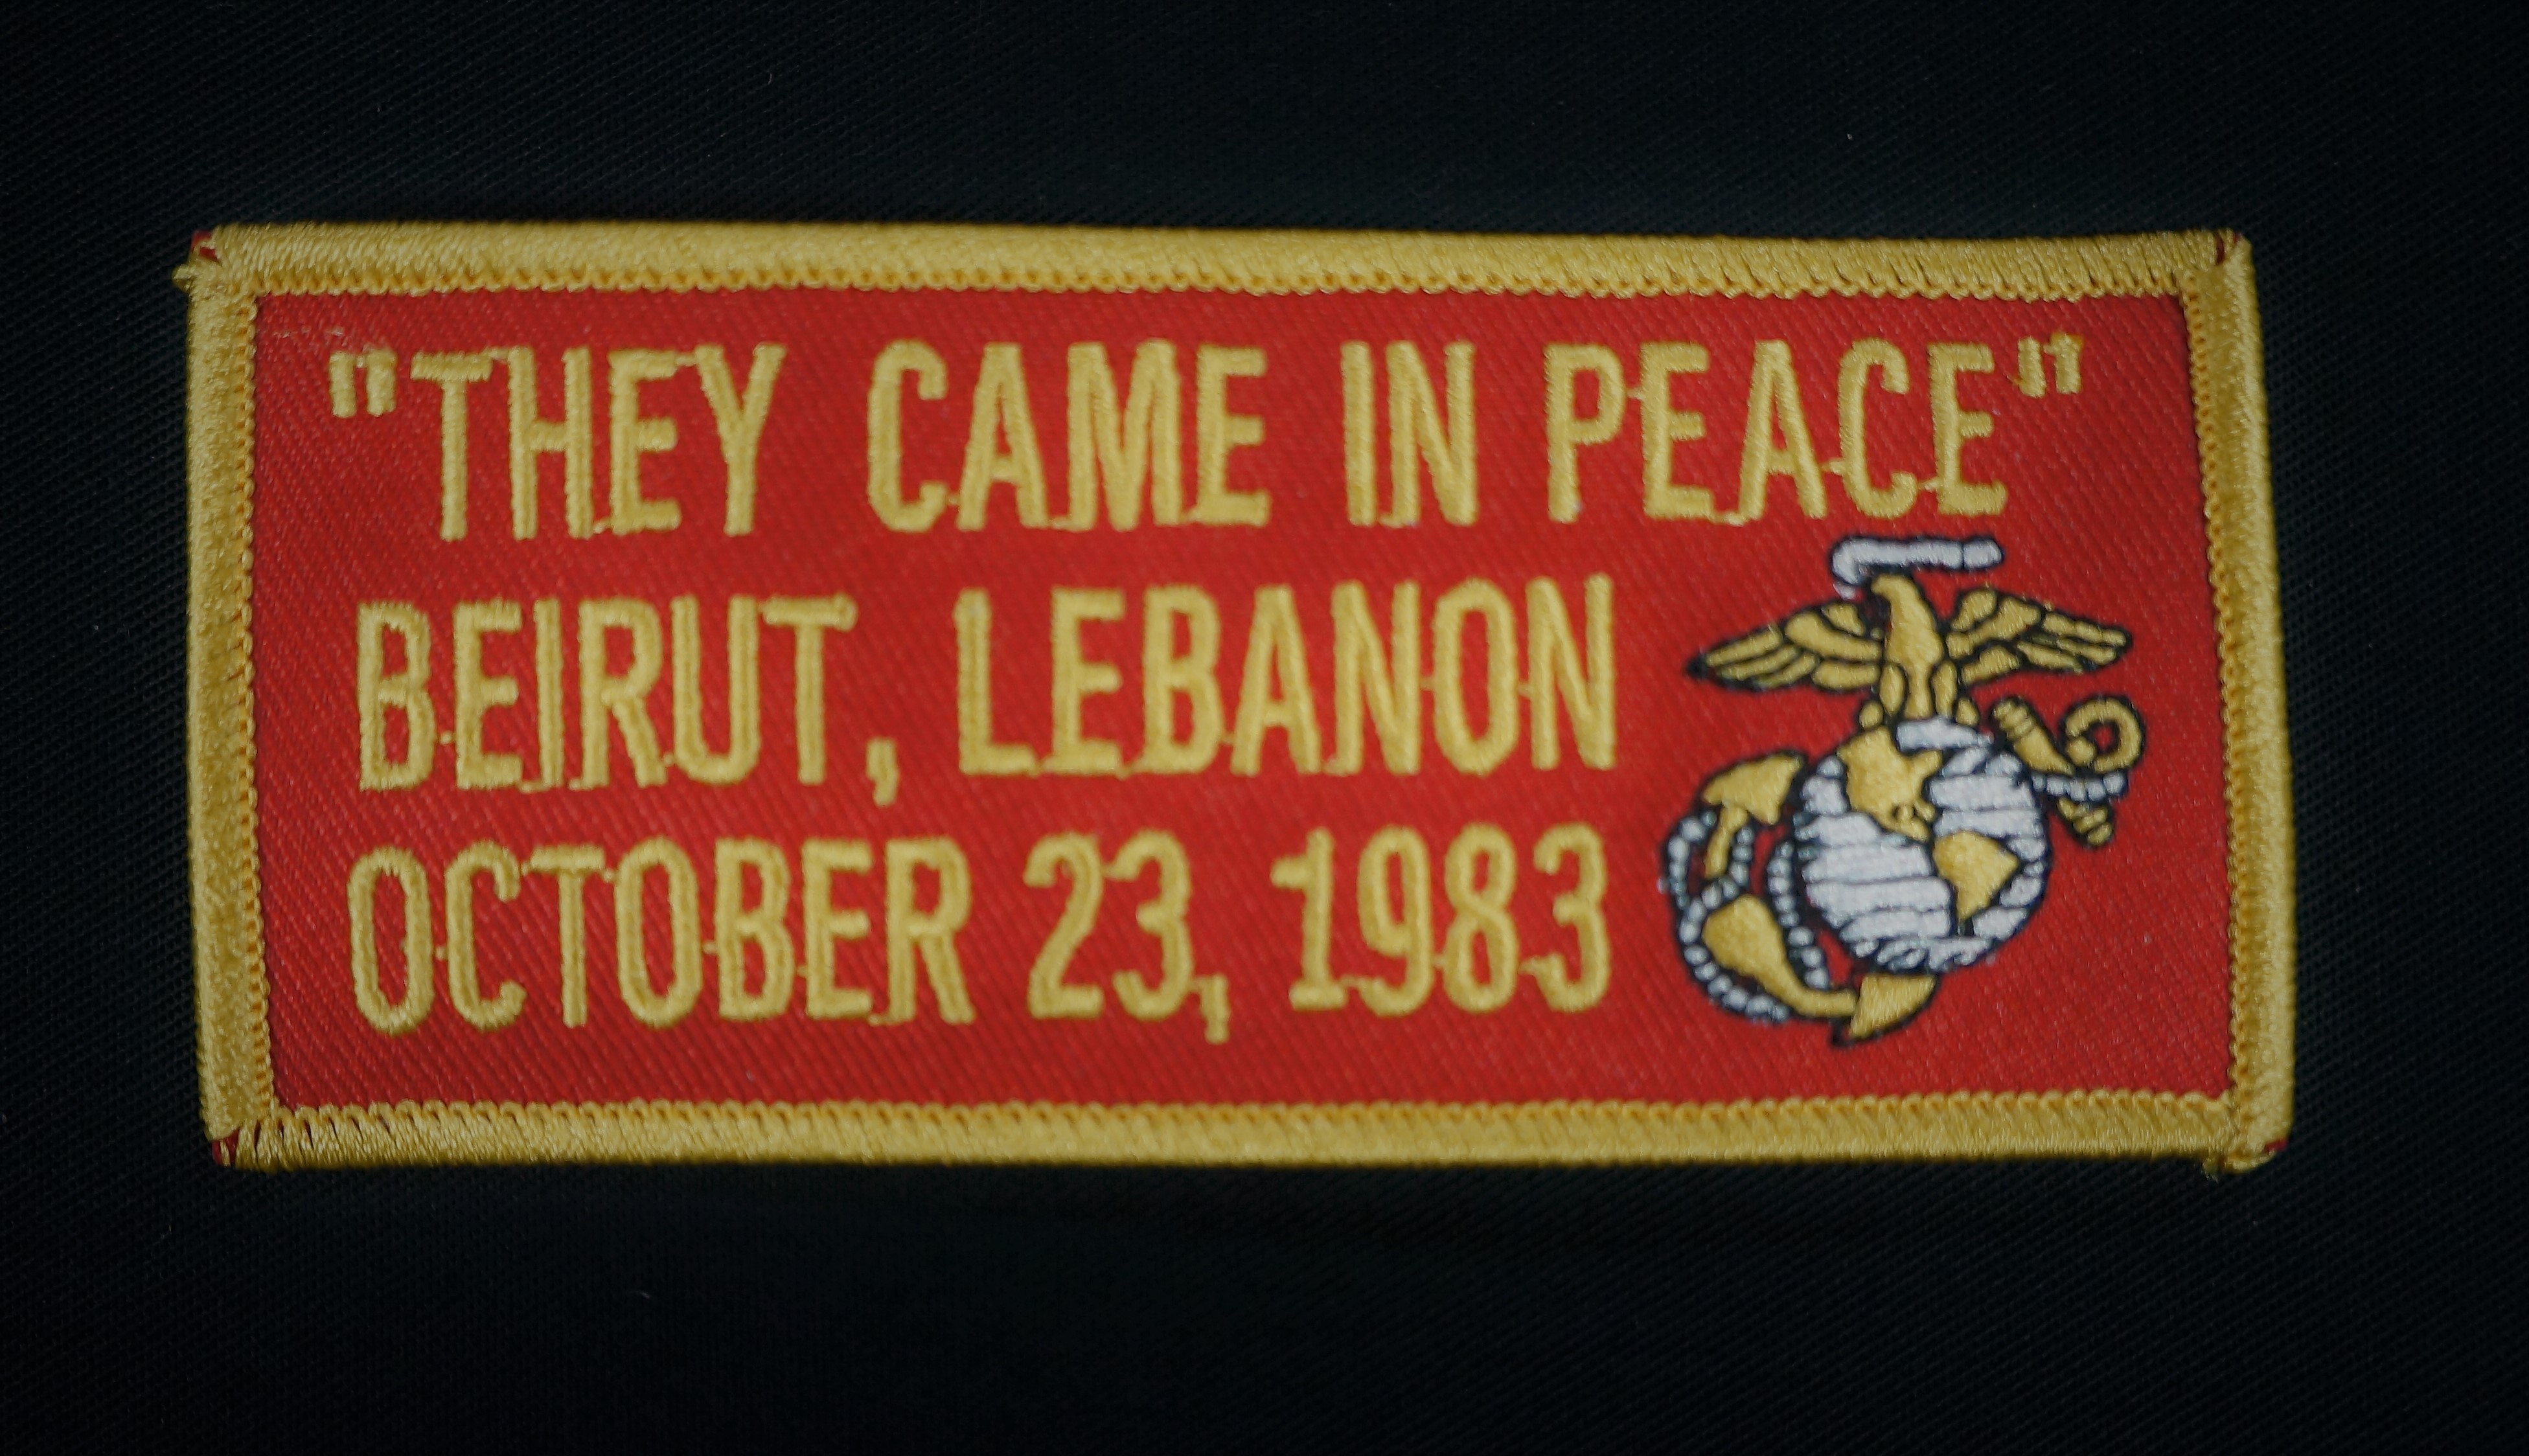 "THEY CAME IN PEACE"
BEIRUT, LEBANON
OCTOBER 23, 1983